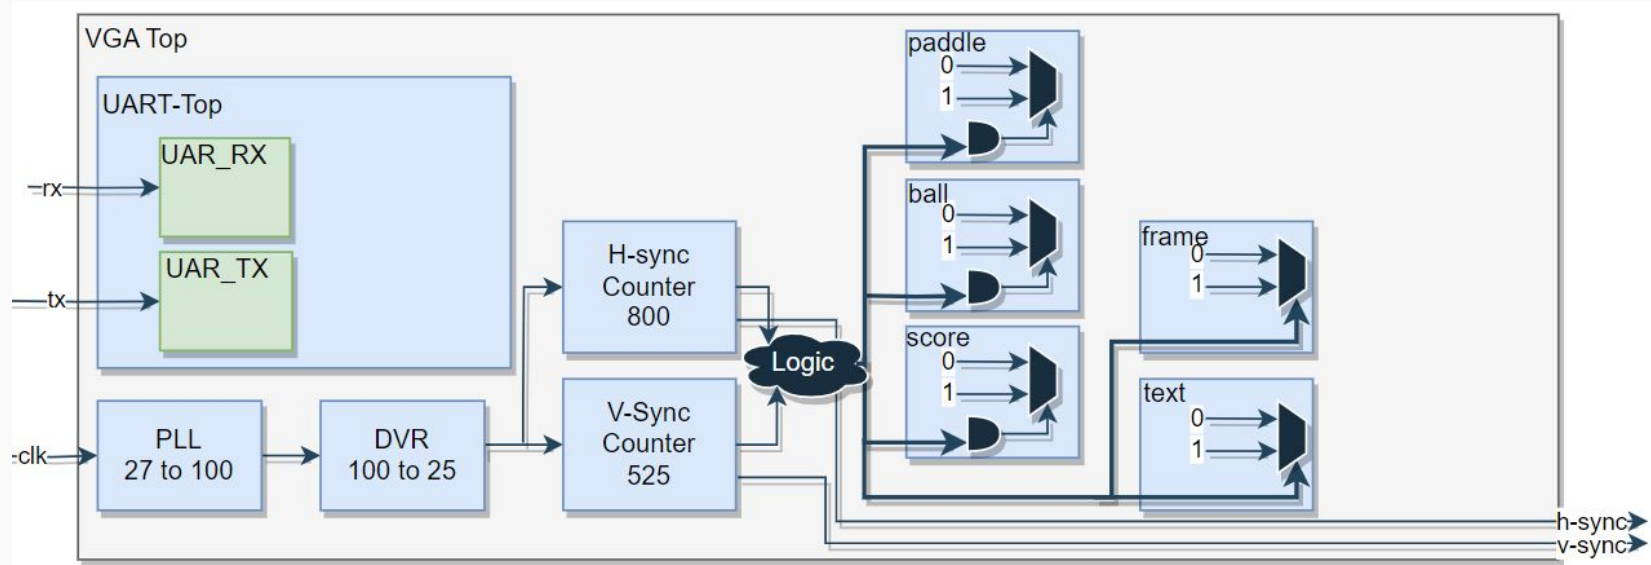 VGA Top
UART-Top
UAR_RX
UAR_TX
rx
tx
clk
PLL
27 to 100
DVR
100 to 25
H-sync
Counter
800
V-Sync
Counter
525
Logic
paddle
0
1
ball
0
1
score
0
1
frame
0
1
text
0
1
h-sync
v-sync